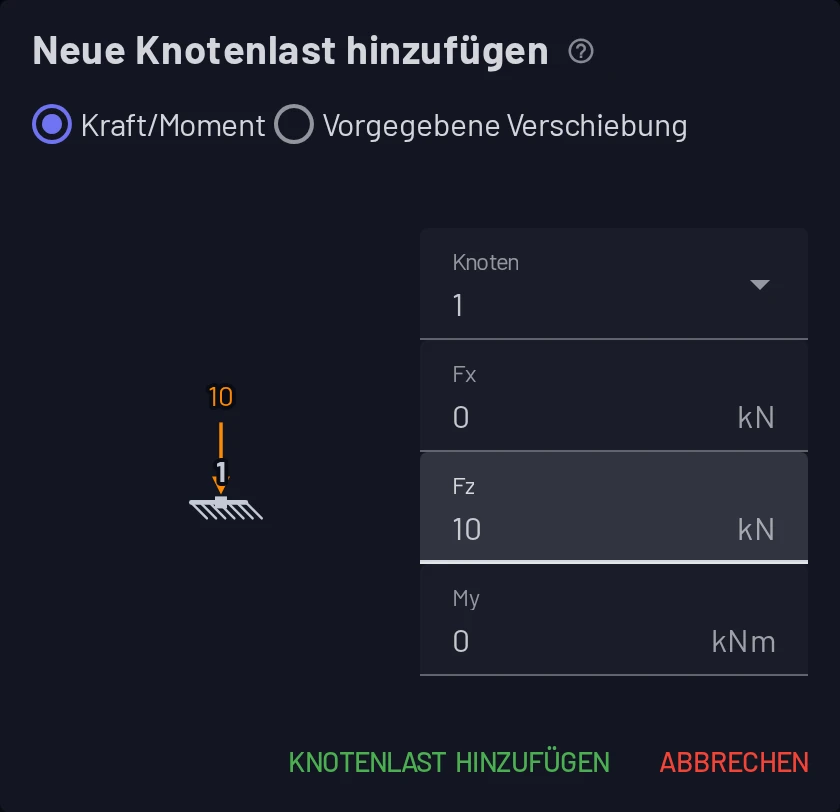 Neue Knotenlast hinzufügen ?
Kraft/Moment Vorgegebene Verschiebung
Knoten
1
Fx
0 kN
10
1
Fz
10 kN
My
0 kNm
KNOTENLAST HINZUFÜGEN ABBRECHEN